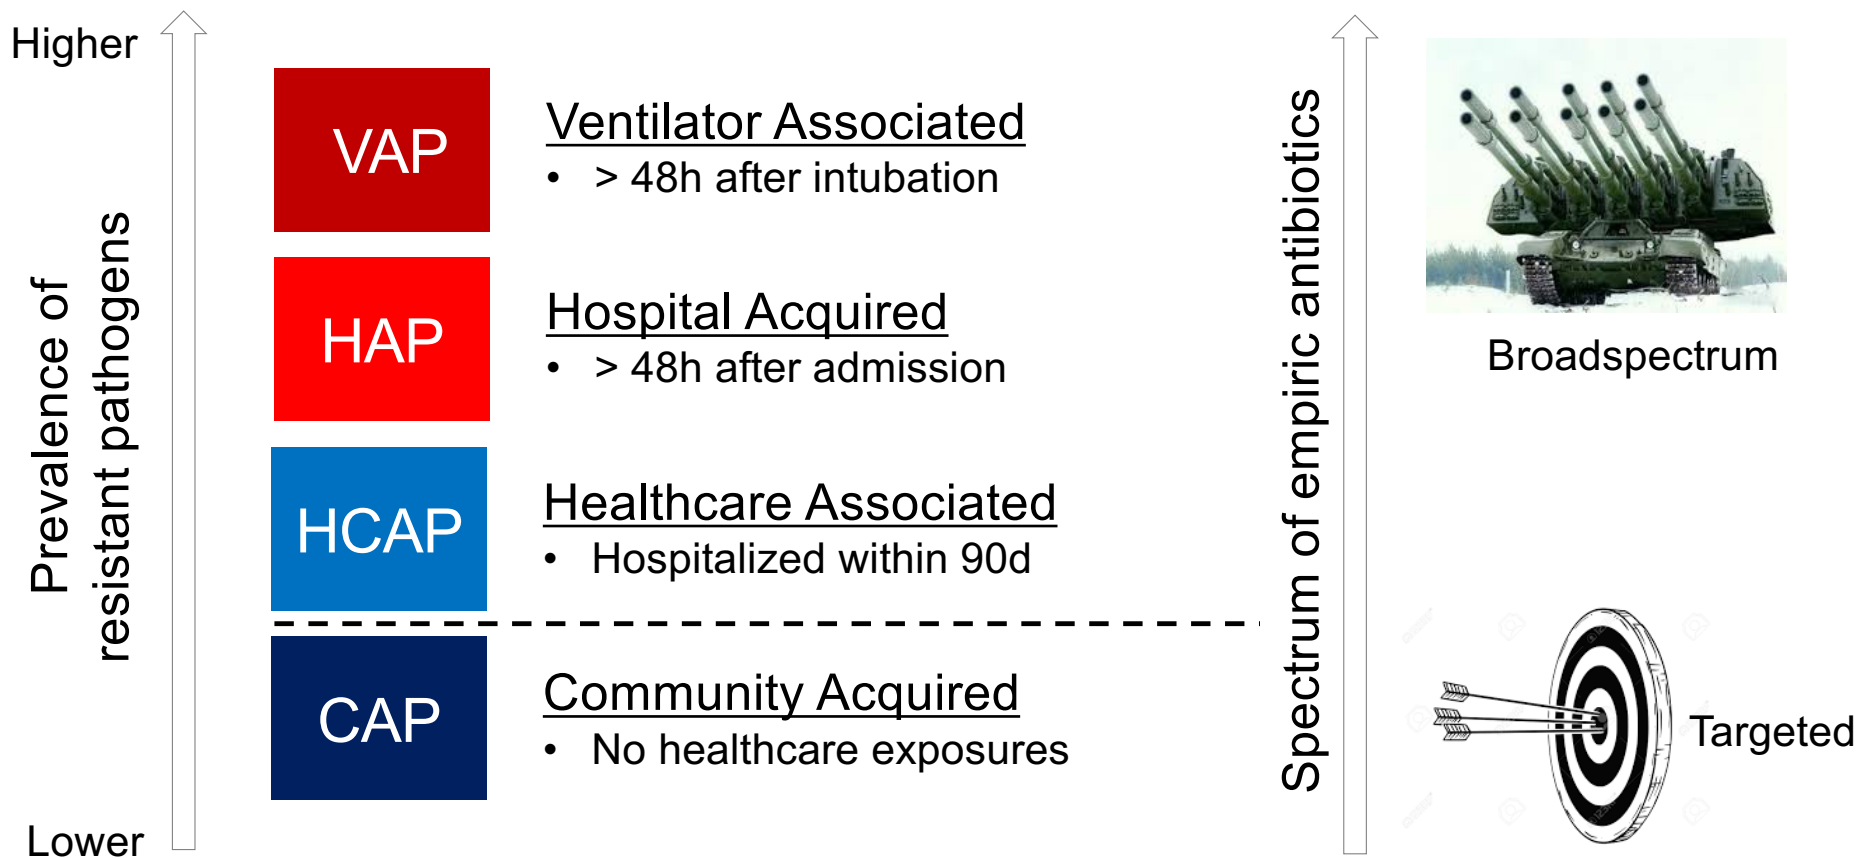 Higher
Lower
Prevalence of
resistant pathogens
VAP
Ventilator Associated
• > 48h after intubation
HAP
Hospital Acquired
• > 48h after admission
HCAP
Healthcare Associated
• Hospitalized within 90d
CAP
Community Acquired
• No healthcare exposures
Spectrum of empiric antibiotics
Broadspectrum
Targeted